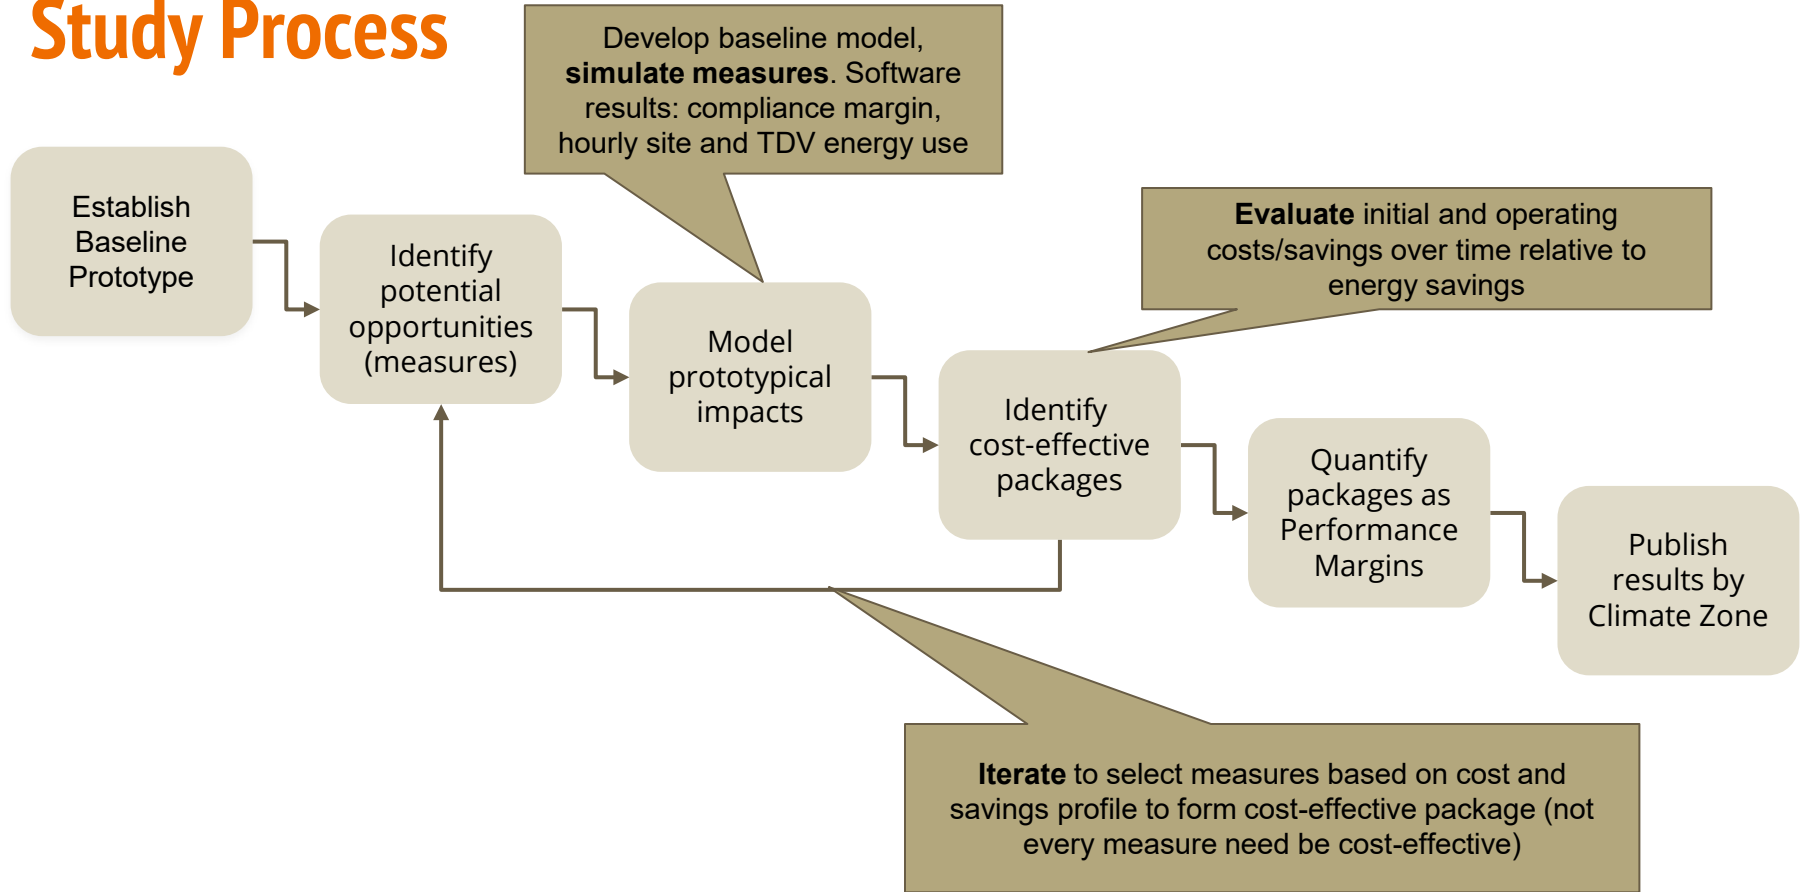 Study Process
Develop baseline model,
simulate measures. Software
results: compliance margin,
hourly site and TDV energy use
Establish
Baseline
Prototype
Identify
potential
opportunities
(measures)
Evaluate initial and operating
costs/savings over time relative to
energy savings
Model
prototypical
impacts
Identify
cost-effective
packages
Quantify
packages as
Performance
Margins
Publish
results by
Climate Zone
Iterate to select measures based on cost and
savings profile to form cost-effective package (not
every measure need be cost-effective)